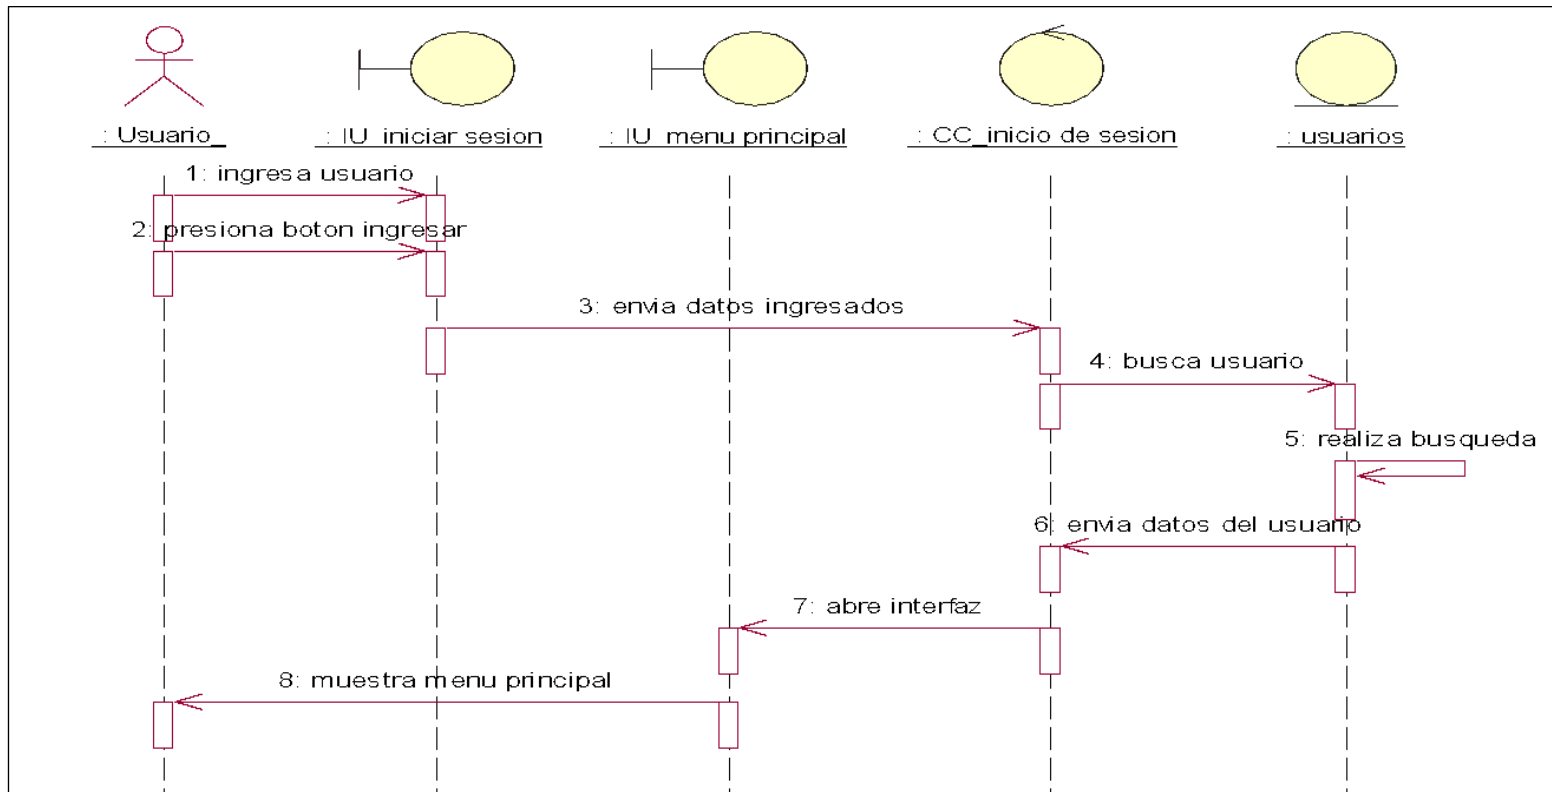 : Usuario_
: IU_iniciar sesion
: IU_menu principal
: CC_inicio de sesion
: usuarios
1: ingresa usuario
2: presiona boton ingresar
3: envia datos ingresados
4: busca usuario
5: realiza busqueda
6: envia datos del usuario
7: abre interfaz
8: muestra menu principal